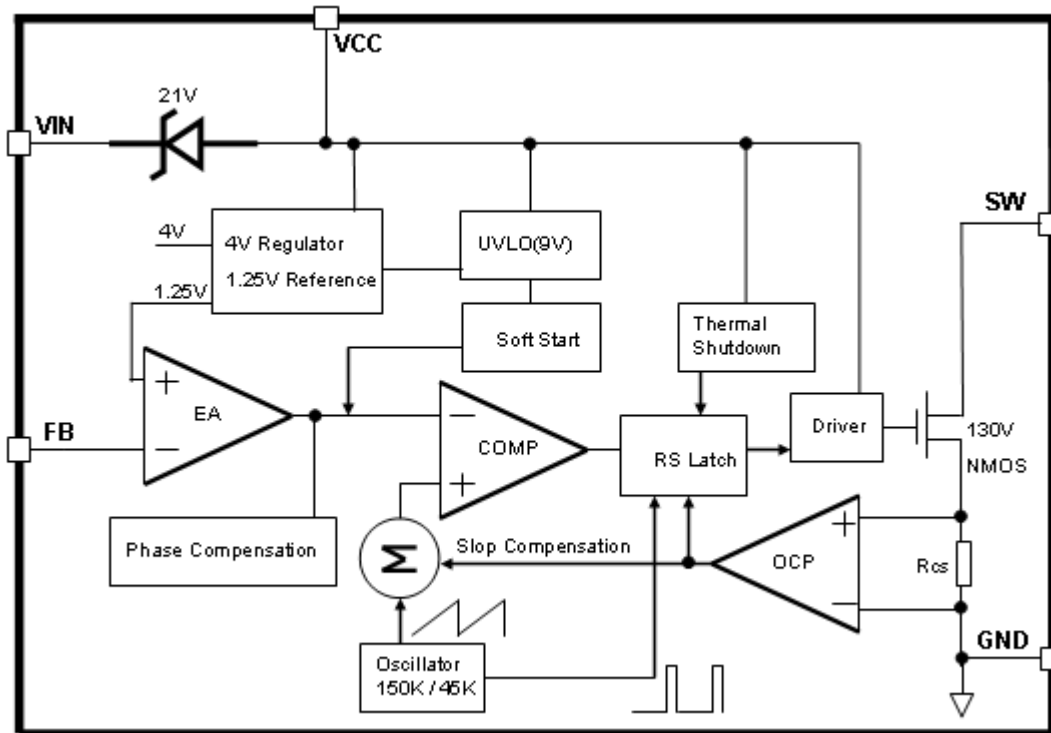 VCC
21V
VIN
SW
4V
4V Regulator
1.25V Reference
UVLO(9V)
1.25V
Soft Start
Thermal
Shutdown
+
EA
−
FB
−
COMP
+
RS Latch
Driver
130V
NMOS
Phase Compensation
Σ
Slop Compensation
+
OCP
−
Rcs
GND
Oscillator
150K / 45K